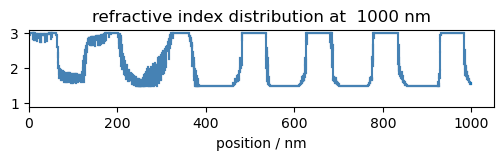 refractive index distribution at  1000 nm
3
2
1
0 200 400 600 800 1000
position / nm